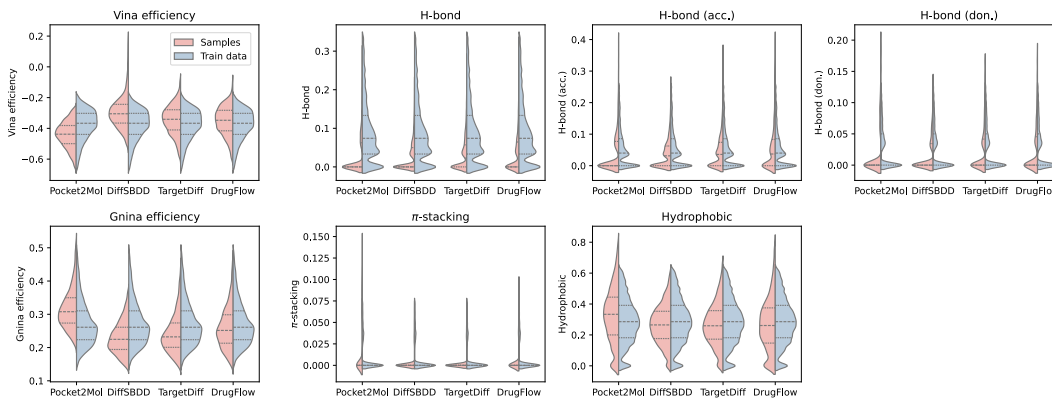 Vina efficiency
H-bond
H-bond (acc.)
H-bond (don.)
Vina efficiency
0.2
0.0
−0.2
−0.4
−0.6
Samples
Train data
Pocket2Mol DiffSBDD TargetDiff DrugFlow
H-bond
0.3
0.2
0.1
0.0
Pocket2Mol DiffSBDD TargetDiff DrugFlow
H-bond (acc.)
0.4
0.3
0.2
0.1
0.0
Pocket2Mol DiffSBDD TargetDiff DrugFlow
H-bond (don.)
0.20
0.15
0.10
0.05
0.00
Pocket2Mol DiffSBDD TargetDiff DrugFlow
Gnina efficiency
π-stacking
Hydrophobic
Gnina efficiency
0.5
0.4
0.3
0.2
0.1
Pocket2Mol DiffSBDD TargetDiff DrugFlow
π-stacking
0.150
0.125
0.100
0.075
0.050
0.025
0.000
Pocket2Mol DiffSBDD TargetDiff DrugFlow
Hydrophobic
0.8
0.6
0.4
0.2
0.0
Pocket2Mol DiffSBDD TargetDiff DrugFlow